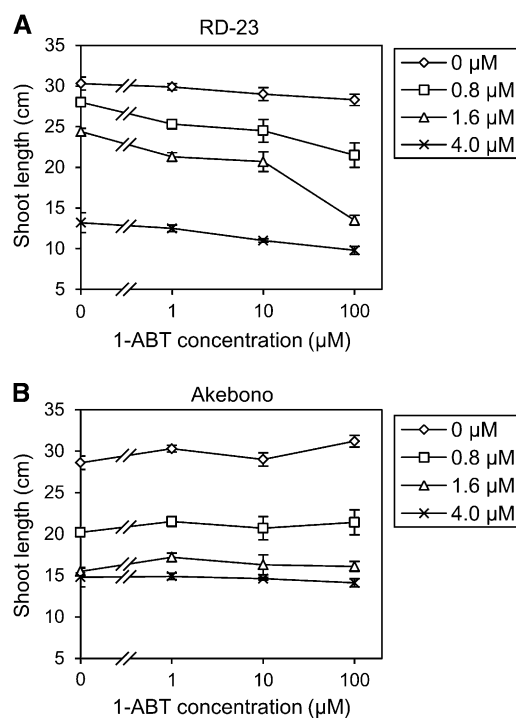 A
RD-23
35
30
25
20
15
10
5
Shoot length (cm)
0 1 10 100
1-ABT concentration (µM)
0 µM
0.8 µM
1.6 µM
4.0 µM
B
Akebono
35
30
25
20
15
10
5
Shoot length (cm)
0 1 10 100
1-ABT concentration (µM)
0 µM
0.8 µM
1.6 µM
4.0 µM